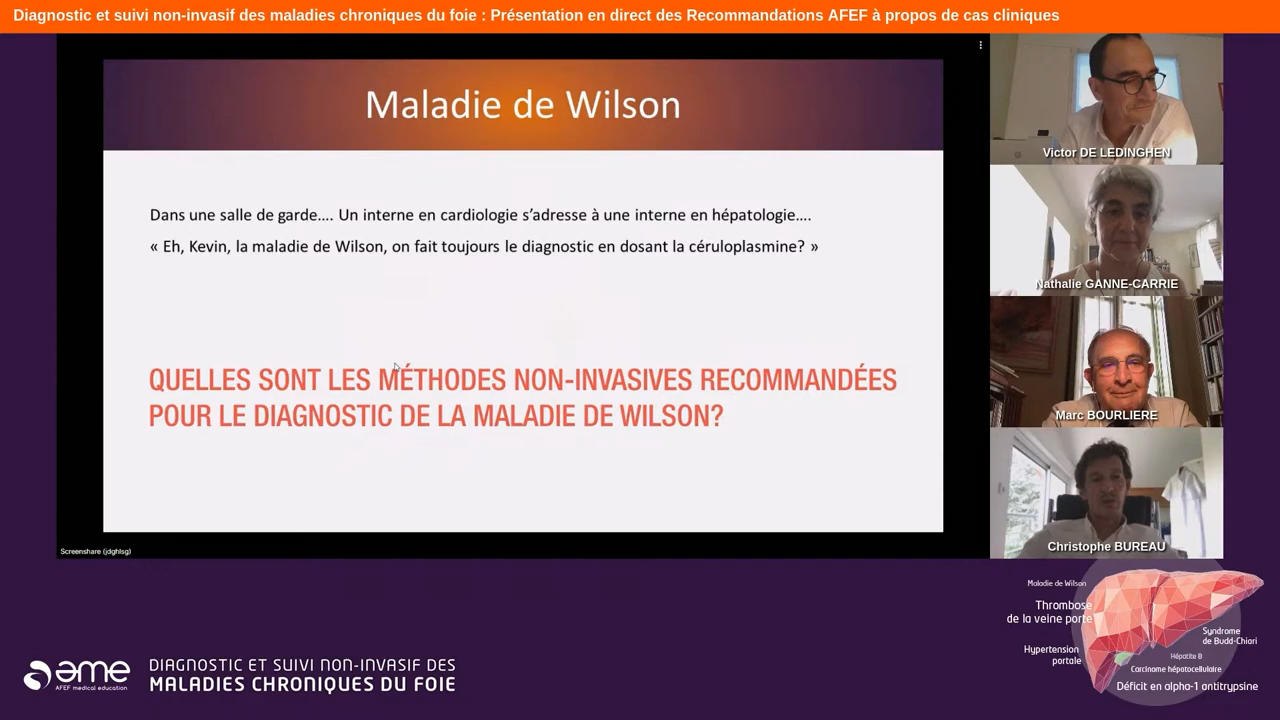 Diagnostic et suivi non-invasif des maladies chroniques du foie : Présentation en direct des Recommandations AFEF à propos de cas cliniques
Maladie de Wilson
Dans une salle de garde.... Un interne en cardiologie s'adresse à une interne en hépatologie....
« Eh, Kevin, la maladie de Wilson, on fait toujours le diagnostic en dosant la céruloplasmine? »
QUELLES SONT LES MÉTHODES NON-INVASIVES RECOMMANDÉES
POUR LE DIAGNOSTIC DE LA MALADIE DE WILSON?
Screenshare (jdghlsg)
Victor DE LEDINGHEN
Nathalie GANNE-CARRIE
Marc BOURLIERE
Christophe BUREAU
ame
AFEF medical education
DIAGNOSTIC ET SUIVI NON-INVASIF DES
MALADIES CHRONIQUES DU FOIE
Maladie de Wilson
Thrombose
de la veine porte
Hypertension
portale
Syndrome
de Budd-Chiari
Hépatite B
Carcinome hépatocellulaire
Déficit en alpha-1 antitrypsine